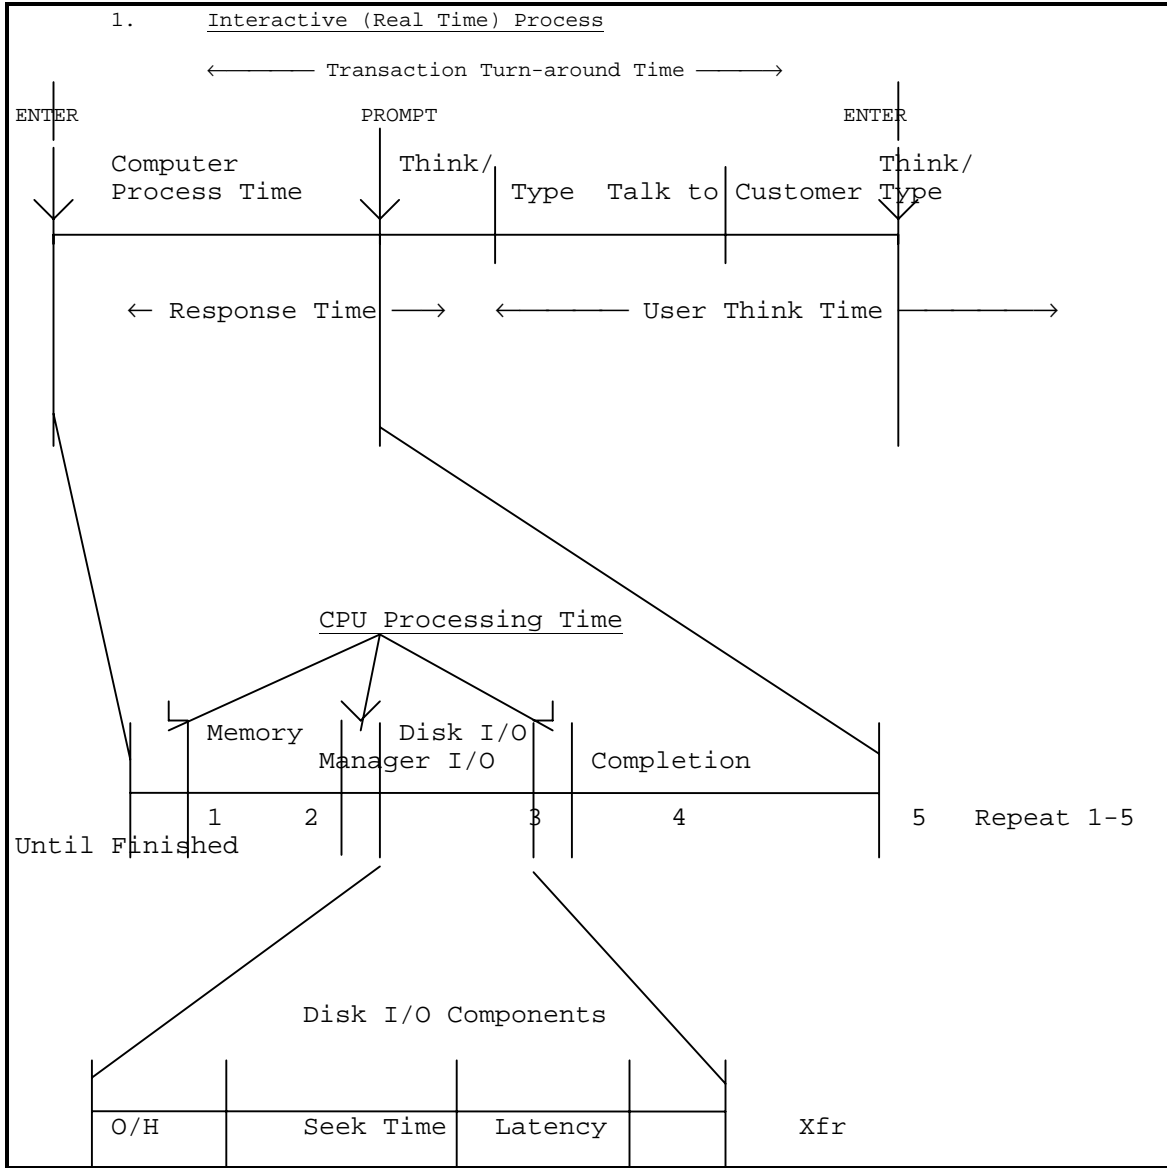 1. Interactive (Real Time) Process
Transaction Turn-around Time
ENTER PROMPT ENTER
Computer Think/ Think/
Process Time Type Talk to Customer Type
Response Time User Think Time
CPU Processing Time
Memory Disk I/O
Manager I/O Completion
1 2 3 4 5 Repeat 1-5
Until Finished
Disk I/O Components
O/H Seek Time Latency Xfr